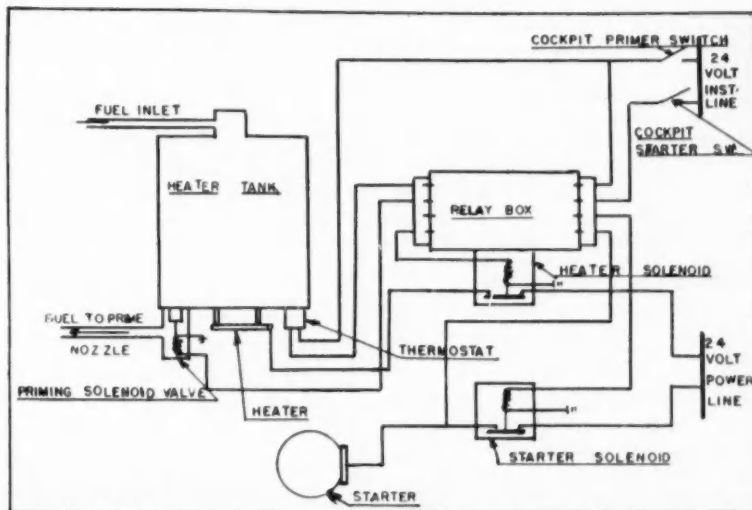 COCKPIT PRIMER SWITCH
24
VOLT
INST-
LINE
COCKPIT
STARTER SW.
FUEL INLET
HEATER TANK
RELAY BOX
HEATER SOLENOID
FUEL TO PRIME
NOZZLE
THERMOSTAT
PRIMING SOLENOID VALVE
HEATER
24
VOLT
POWER
LINE
STARTER SOLENOID
STARTER